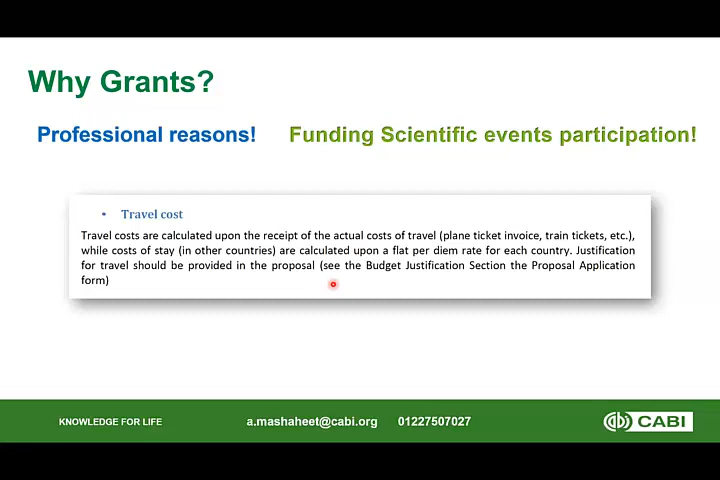 Why Grants?
Professional reasons! Funding Scientific events participation!
• Travel cost
Travel costs are calculated upon the receipt of the actual costs of travel (plane ticket invoice, train tickets, etc.),
while costs of stay (in other countries) are calculated upon a flat per diem rate for each country. Justification
for travel should be provided in the proposal (see the Budget Justification Section the Proposal Application
form)
KNOWLEDGE FOR LIFE a.mashaheet@cabi.org 01227507027 CABI